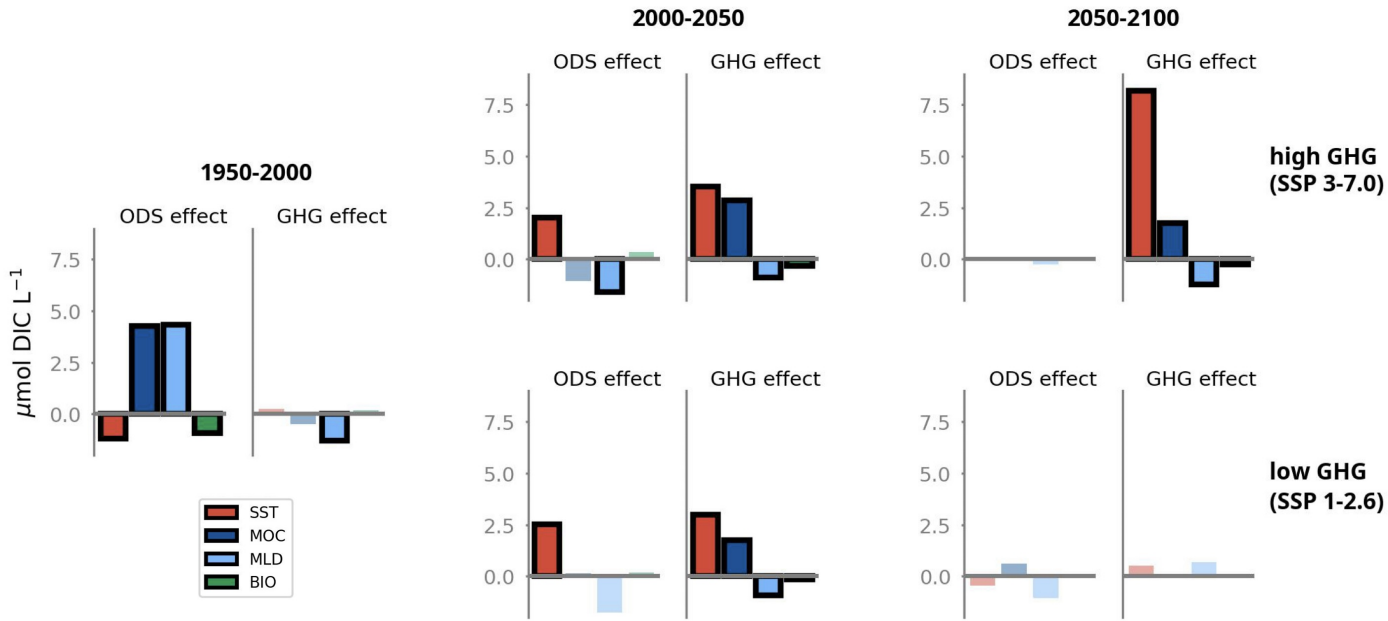 2000-2050
2050-2100
ODS effect
GHG effect
ODS effect
GHG effect
7.5
5.0
2.5
0.0
7.5
5.0
2.5
0.0
high GHG
(SSP 3-7.0)
1950-2000
ODS effect
GHG effect
μmol DIC L⁻¹
7.5
5.0
2.5
0.0
ODS effect
GHG effect
ODS effect
GHG effect
7.5
5.0
2.5
0.0
7.5
5.0
2.5
0.0
low GHG
(SSP 1-2.6)
SST
MOC
MLD
BIO